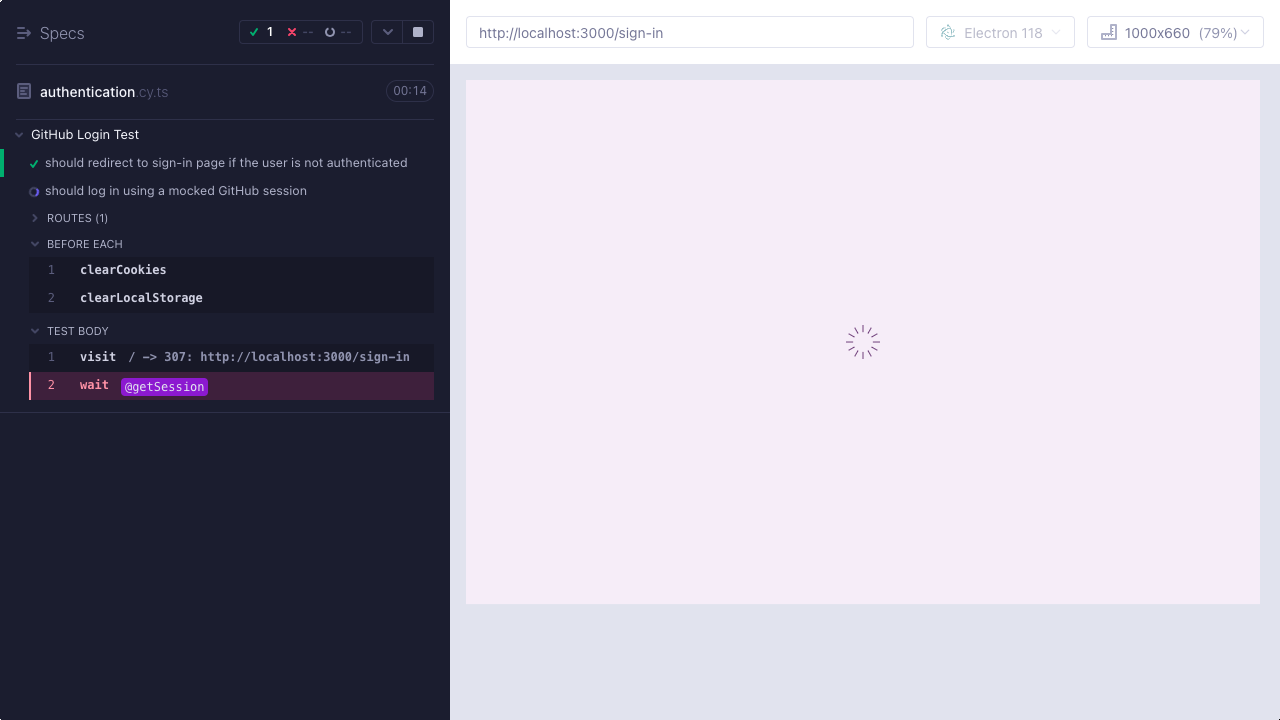 Specs
1 -- --
authentication.cy.ts 00:14
GitHub Login Test
should redirect to sign-in page if the user is not authenticated
should log in using a mocked GitHub session
ROUTES (1)
BEFORE EACH
1 clearCookies
2 clearLocalStorage
TEST BODY
1 visit / -> 307: http://localhost:3000/sign-in
2 wait @getSession
http://localhost:3000/sign-in
Electron 118
1000x660 (79%)